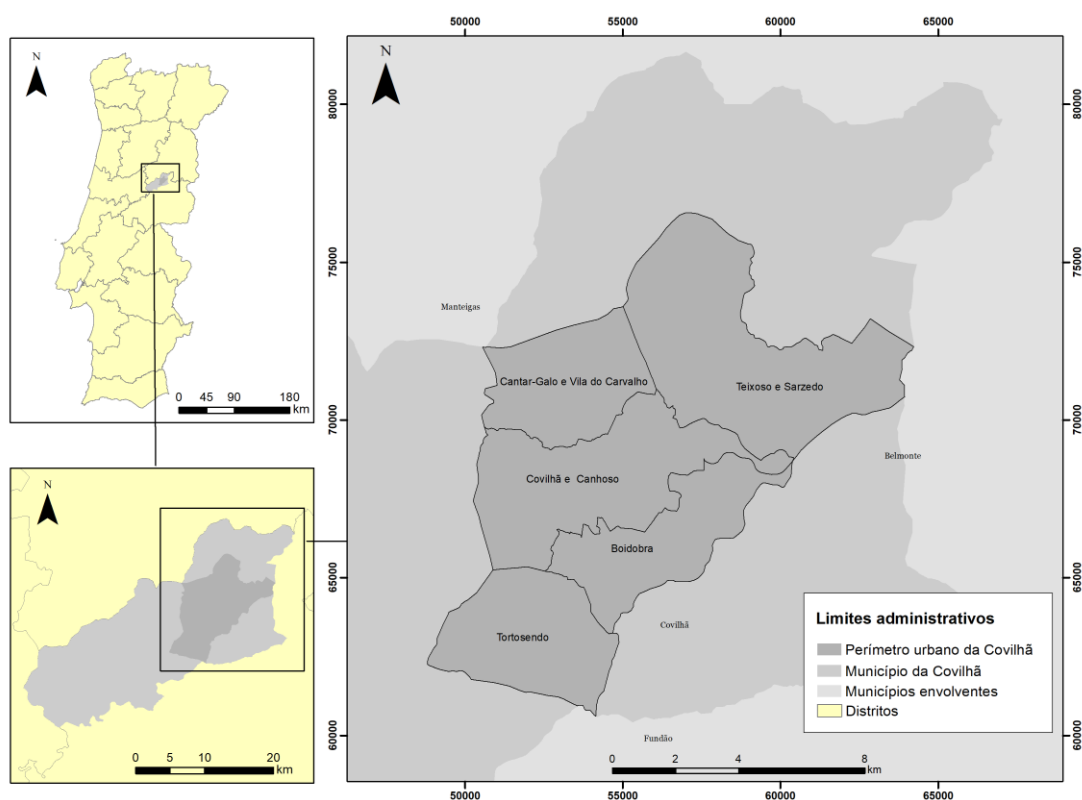 N
0 45 90 180
km
N
0 5 10 20
km
50000 55000 60000 65000
N
80000
80000
75000
75000
70000
70000
65000
65000
60000
60000
Manteigas
Cantar-Galo e Vila do Carvalho
Teixoso e Sarzedo
Belmonte
Covilhã e Canhoso
Boidobra
Covilhã
Tortosendo
Fundão
Limites administrativos
Perímetro urbano da Covilhã
Município da Covilhã
Municípios envolventes
Distritos
0 2 4 8
km
50000 55000 60000 65000